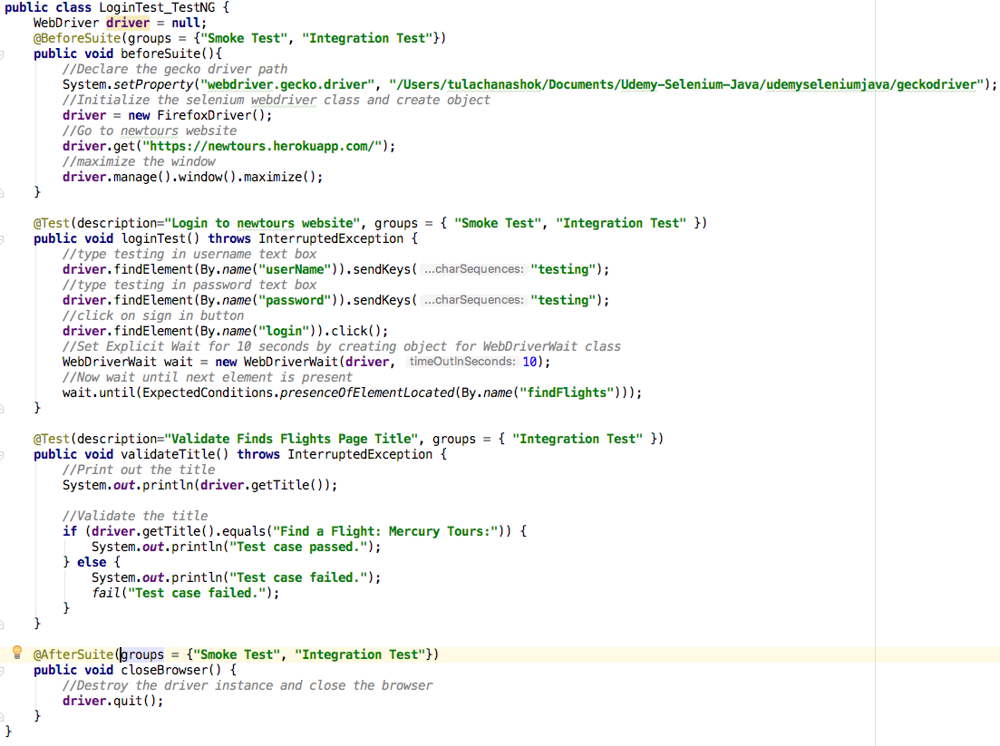 public class LoginTest_TestNG {
    WebDriver driver = null;
    @BeforeSuite(groups = {"Smoke Test", "Integration Test"})
    public void beforeSuite(){
        //Declare the gecko driver path
        System.setProperty("webdriver.gecko.driver", "/Users/tulachanashok/Documents/Udemy-Selenium-Java/udemyseleniumjava/geckodriver");
        //Initialize the selenium webdriver class and create object
        driver = new FirefoxDriver();
        //Go to newtours website
        driver.get("https://newtours.herokuapp.com/");
        //maximize the window
        driver.manage().window().maximize();
    }

    @Test(description="Login to newtours website", groups = { "Smoke Test", "Integration Test" })
    public void loginTest() throws InterruptedException {
        //type testing in username text box
        driver.findElement(By.name("userName")).sendKeys( ...charSequences: "testing");
        //type testing in password text box
        driver.findElement(By.name("password")).sendKeys( ...charSequences: "testing");
        //click on sign in button
        driver.findElement(By.name("login")).click();
        //Set Explicit Wait for 10 seconds by creating object for WebDriverWait class
        WebDriverWait wait = new WebDriverWait(driver, timeOutInSeconds: 10);
        //Now wait until next element is present
        wait.until(ExpectedConditions.presenceOfElementLocated(By.name("findFlights")));
    }

    @Test(description="Validate Finds Flights Page Title", groups = { "Integration Test" })
    public void validateTitle() throws InterruptedException {
        //Print out the title
        System.out.println(driver.getTitle());

        //Validate the title
        if (driver.getTitle().equals("Find a Flight: Mercury Tours:")) {
            System.out.println("Test case passed.");
        } else {
            System.out.println("Test case failed.");
            fail("Test case failed.");
        }
    }

    @AfterSuite(groups = {"Smoke Test", "Integration Test"})
    public void closeBrowser() {
        //Destroy the driver instance and close the browser
        driver.quit();
    }
}